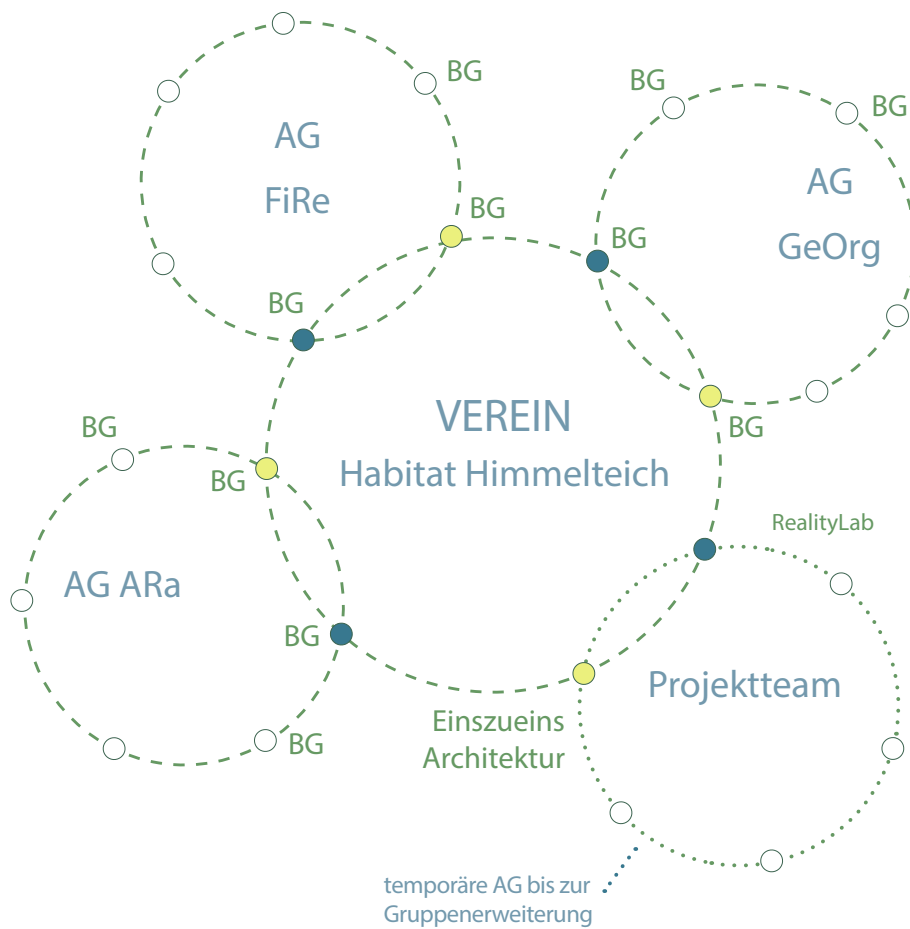 BG
BG
BG
AG
FiRe
AG
GeOrg
BG
BG
BG
VEREIN
Habitat Himmelteich
BG
BG
BG
RealityLab
AG ARa
BG
Projektteam
Einszueins
Architektur
BG
temporäre AG bis zur
Gruppenerweiterung